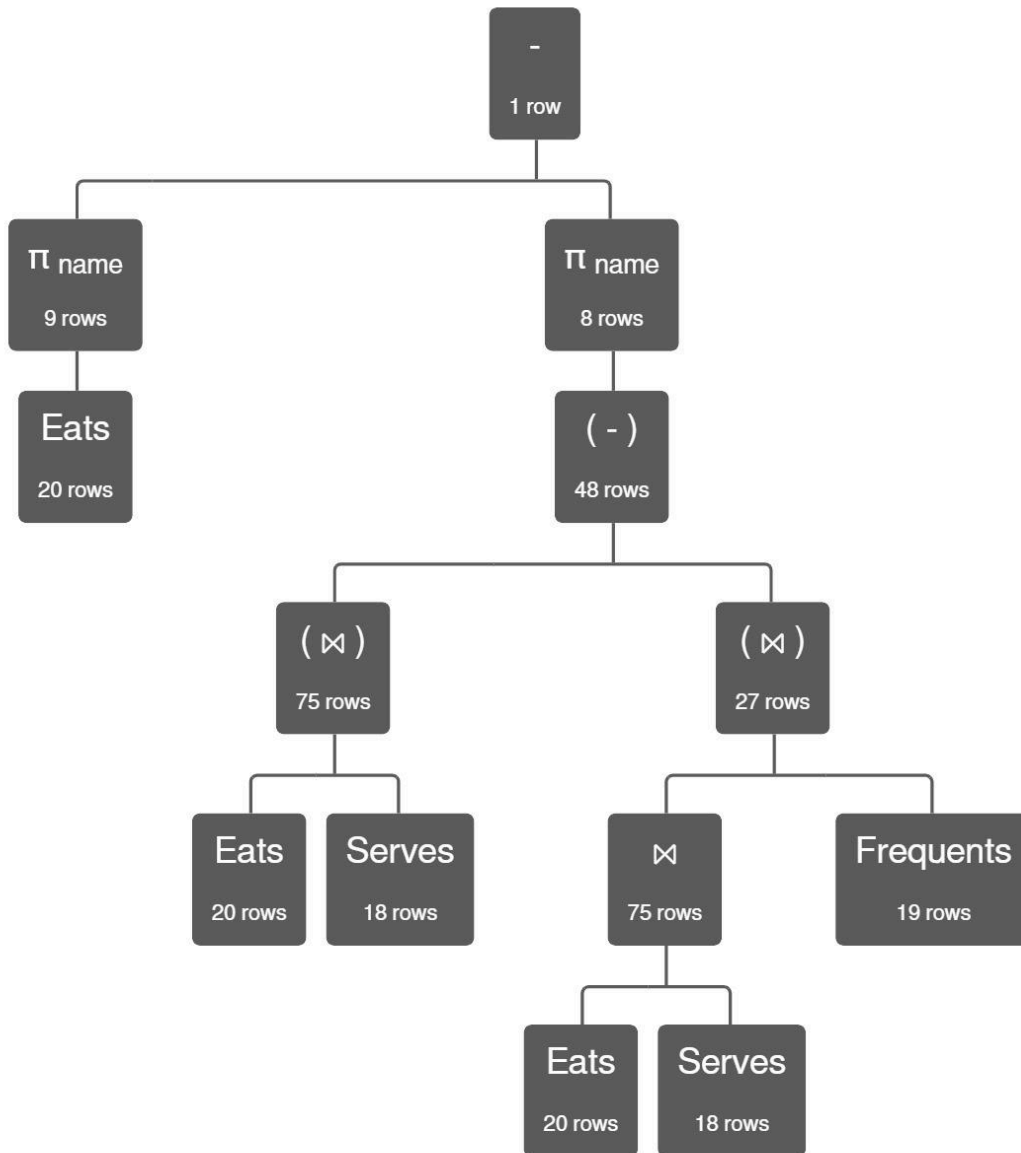 -
1 row
π name
9 rows
π name
8 rows
Eats
20 rows
( - )
48 rows
( ⋈ )
75 rows
( ⋈ )
27 rows
Eats
20 rows
Serves
18 rows
⋈
75 rows
Frequents
19 rows
Eats
20 rows
Serves
18 rows